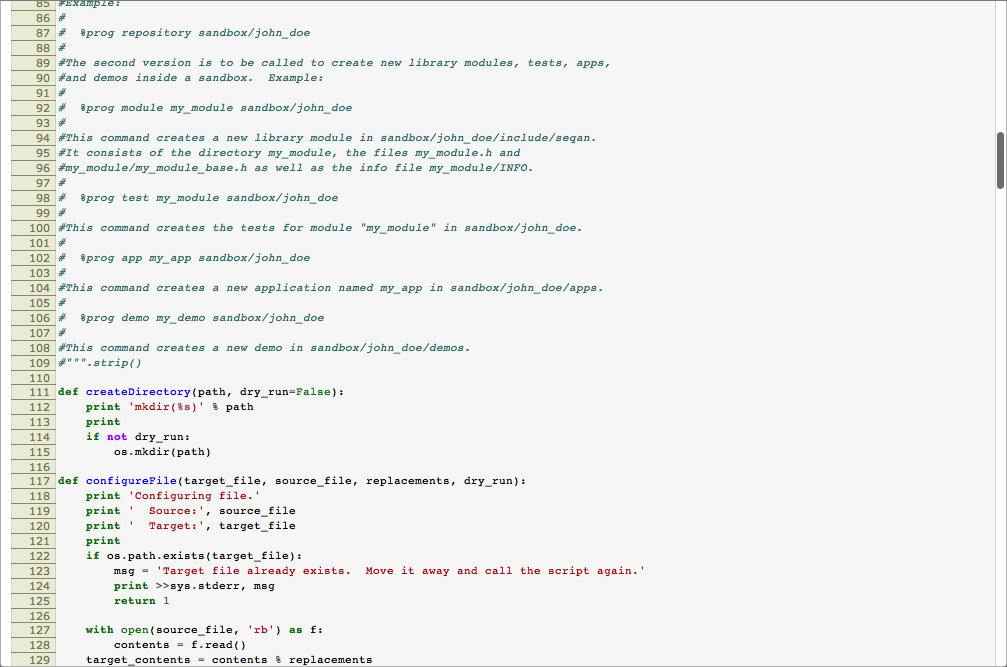 85 #Example:
86 #
87 #  %prog repository sandbox/john_doe
88 #
89 #The second version is to be called to create new library modules, tests, apps,
90 #and demos inside a sandbox.  Example:
91 #
92 #  %prog module my_module sandbox/john_doe
93 #
94 #This command creates a new library module in sandbox/john_doe/include/seqan.
95 #It consists of the directory my_module, the files my_module.h and
96 #my_module/my_module_base.h as well as the info file my_module/INFO.
97 #
98 #  %prog test my_module sandbox/john_doe
99 #
100 #This command creates the tests for module "my_module" in sandbox/john_doe.
101 #
102 #  %prog app my_app sandbox/john_doe
103 #
104 #This command creates a new application named my_app in sandbox/john_doe/apps.
105 #
106 #  %prog demo my_demo sandbox/john_doe
107 #
108 #This command creates a new demo in sandbox/john_doe/demos.
109 #""".strip()
110
111 def createDirectory(path, dry_run=False):
112     print 'mkdir(%s)' % path
113     print
114     if not dry_run:
115         os.mkdir(path)
116
117 def configureFile(target_file, source_file, replacements, dry_run):
118     print 'Configuring file.'
119     print '  Source:', source_file
120     print '  Target:', target_file
121     print
122     if os.path.exists(target_file):
123         msg = 'Target file already exists.  Move it away and call the script again.'
124         print >>sys.stderr, msg
125         return 1
126
127     with open(source_file, 'rb') as f:
128         contents = f.read()
129     target_contents = contents % replacements